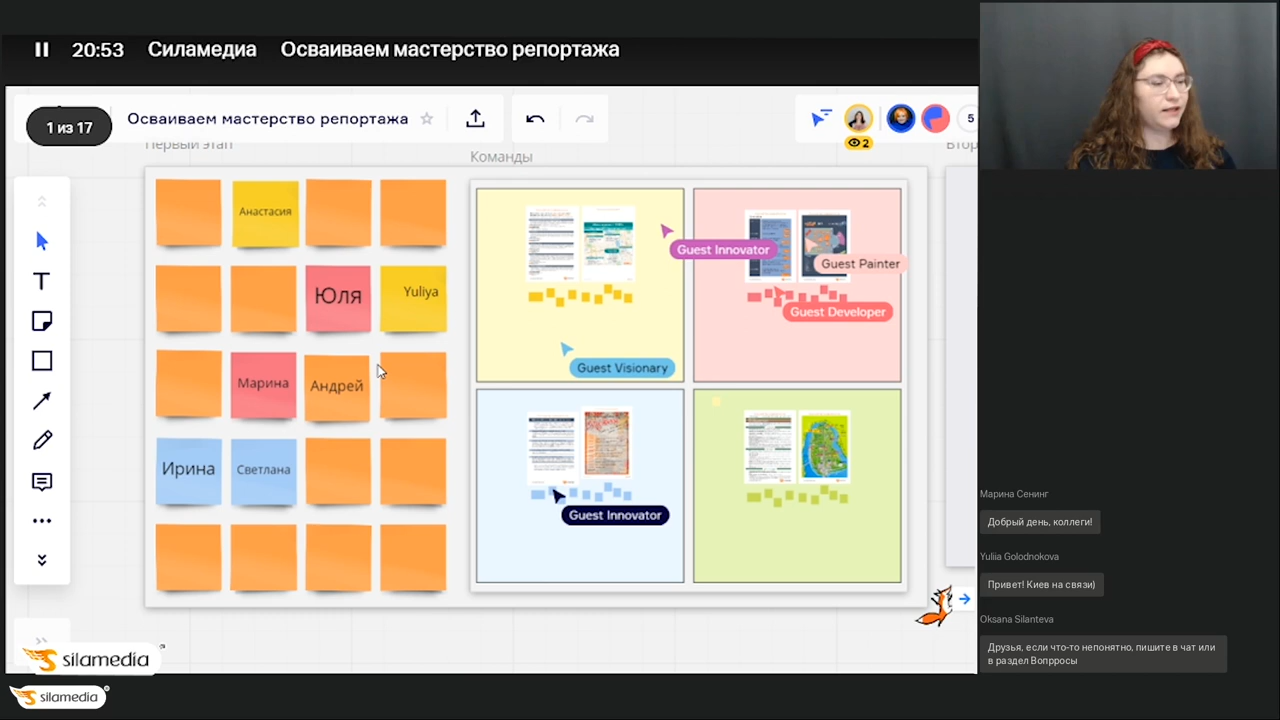 20:53 Силамедиа Осваиваем мастерство репортажа
1 из 17
Осваиваем мастерство репортажа
5
2
Первый этап
Команды
Втор
Анастасия
Юля
Yuliya
Марина
Андрей
Ирина
Светлана
Guest Innovator
Guest Painter
Guest Developer
Guest Visionary
Guest Innovator
silamedia
silamedia
Марина Сенинг
Добрый день, коллеги!
Yuliia Golodnokova
Привет! Киев на связи)
Oksana Silanteva
Друзья, если что-то непонятно, пишите в чат или
в раздел Вопрросы